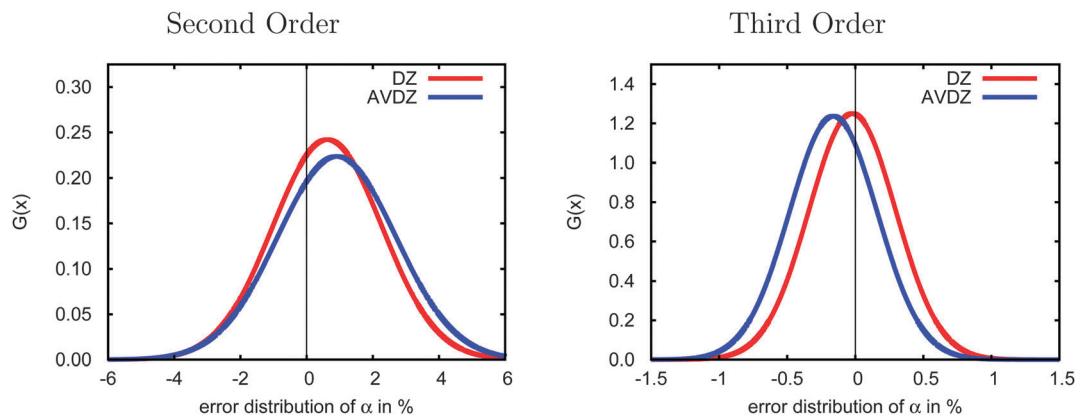 Second Order
DZ
AVDZ
0.30
0.25
0.20
0.15
0.10
0.05
0.00
G(x)
-6
-4
-2
0
2
4
6
error distribution of α in %
Third Order
DZ
AVDZ
1.4
1.2
1.0
0.8
0.6
0.4
0.2
0.0
G(x)
-1.5
-1
-0.5
0
0.5
1
1.5
error distribution of α in %